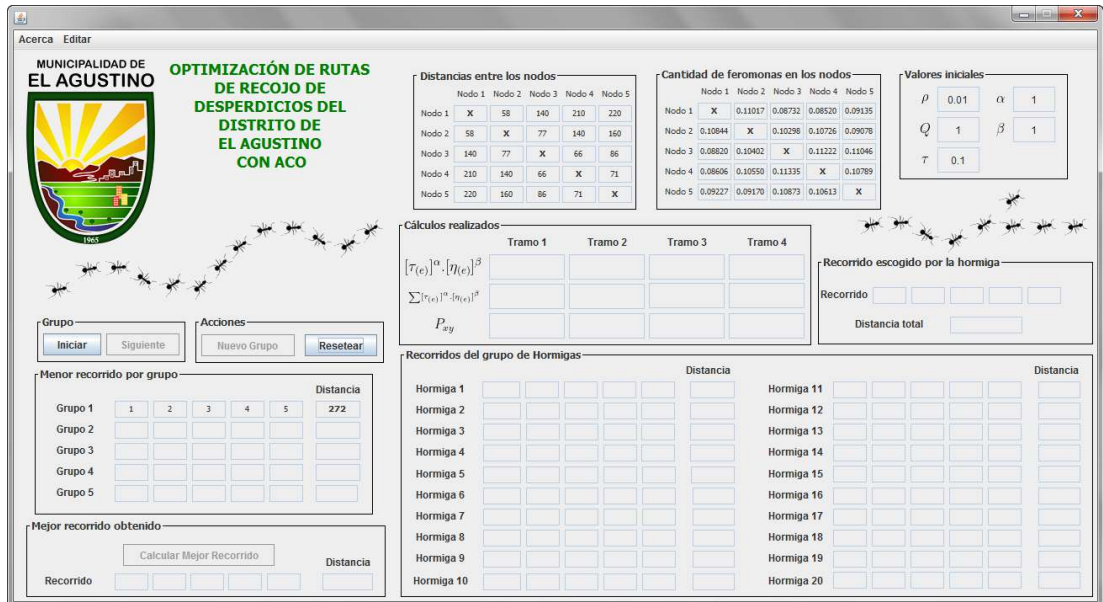 Acerca Editar
MUNICIPALIDAD DE
EL AGUSTINO
1965
OPTIMIZACIÓN DE RUTAS
DE RECOJO DE
DESPERDICIOS DEL
DISTRITO DE
EL AGUSTINO
CON ACO
Distancias entre los nodos
Nodo 1 Nodo 2 Nodo 3 Nodo 4 Nodo 5
Nodo 1 X 58 140 210 220
Nodo 2 58 X 77 140 160
Nodo 3 140 77 X 66 86
Nodo 4 210 140 66 X 71
Nodo 5 220 160 86 71 X
Cantidad de feromonas en los nodos
Nodo 1 Nodo 2 Nodo 3 Nodo 4 Nodo 5
Nodo 1 X 0.11017 0.08732 0.08520 0.09135
Nodo 2 0.10844 X 0.10298 0.10726 0.09078
Nodo 3 0.08820 0.10402 X 0.11222 0.11046
Nodo 4 0.08606 0.10550 0.11335 X 0.10789
Nodo 5 0.09227 0.09170 0.10873 0.10613 X
Valores iniciales
ρ 0.01 α 1
Q 1 β 1
τ 0.1
Cálculos realizados
Tramo 1 Tramo 2 Tramo 3 Tramo 4
[τ(e)]^α.[η(e)]^β
∑[τ(e)]^α.[η(e)]^β
P_xy
Recorrido escogido por la hormiga
Recorrido
Distancia total
Grupo
Iniciar Siguiente
Acciones
Nuevo Grupo Resetear
Menor recorrido por grupo
Distancia
Grupo 1 1 2 3 4 5 272
Grupo 2
Grupo 3
Grupo 4
Grupo 5
Mejor recorrido obtenido
Calcular Mejor Recorrido
Distancia
Recorrido
Recorridos del grupo de Hormigas
Distancia
Hormiga 1
Hormiga 2
Hormiga 3
Hormiga 4
Hormiga 5
Hormiga 6
Hormiga 7
Hormiga 8
Hormiga 9
Hormiga 10
Distancia
Hormiga 11
Hormiga 12
Hormiga 13
Hormiga 14
Hormiga 15
Hormiga 16
Hormiga 17
Hormiga 18
Hormiga 19
Hormiga 20